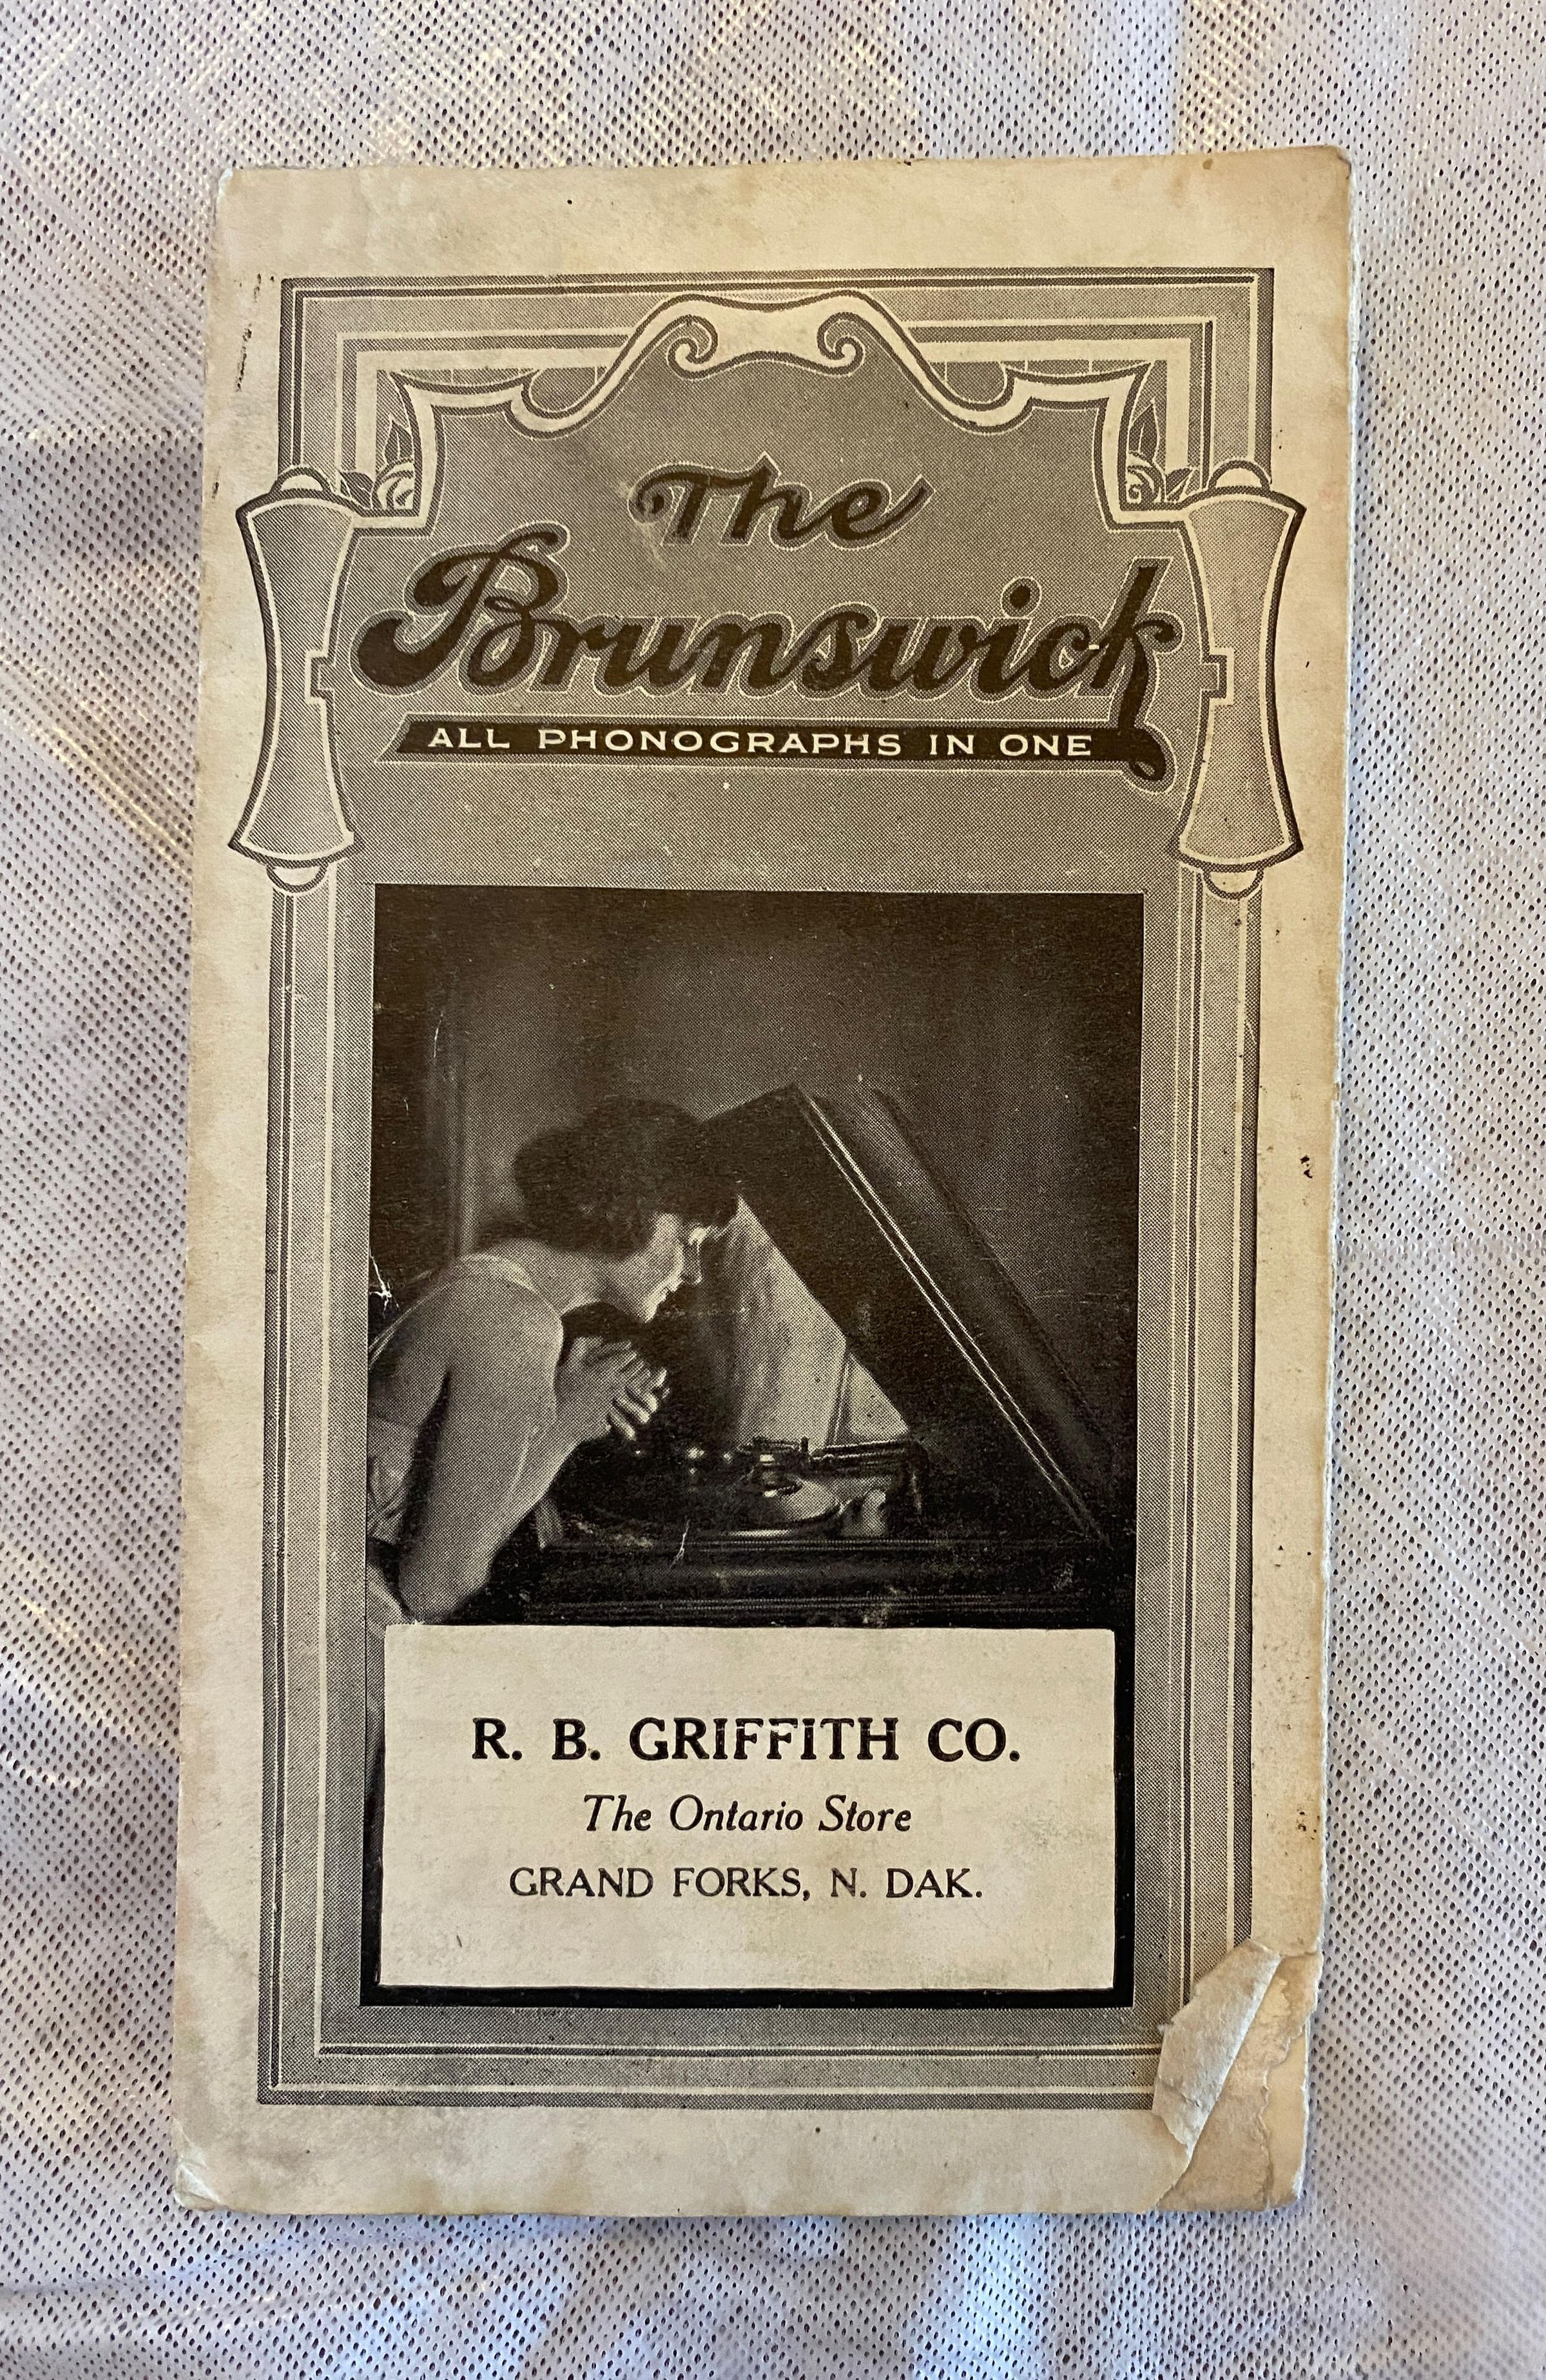 The
Brunswick
ALL PHONOGRAPHS IN ONE
R. B. GRIFFITH CO.
The Ontario Store
GRAND FORKS, N. DAK.